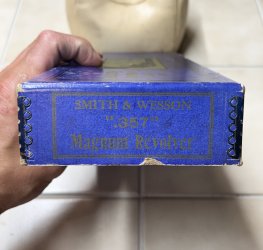 SMITH & WESSON
".357"
Magnum Revolver